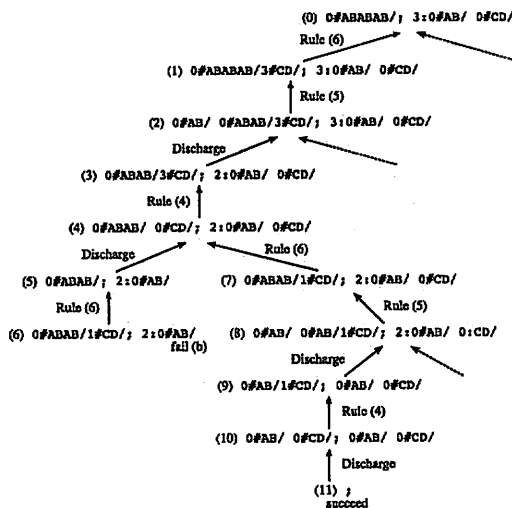 (0) 0#ABABAB/; 3:0#AB/ 0#CD/
Rule (6)
(1) 0#ABABAB/3#CD/; 3:0#AB/ 0#CD/
Rule (5)
(2) 0#AB/ 0#ABAB/3#CD/; 3:0#AB/ 0#CD/
Discharge
(3) 0#ABAB/3#CD/; 2:0#AB/ 0#CD/
Rule (4)
(4) 0#ABAB/ 0#CD/; 2:0#AB/ 0#CD/
Discharge
Rule (6)
(5) 0#ABAB/; 2:0#AB/
(7) 0#ABAB/1#CD/; 2:0#AB/ 0#CD/
Rule (6)
Rule (5)
(6) 0#ABAB/1#CD/; 2:0#AB/
(8) 0#AB/ 0#AB/1#CD/; 2:0#AB/ 0:CD/
fail (b)
Discharge
(9) 0#AB/1#CD/; 0#AB/ 0#CD/
Rule (4)
(10) 0#AB/ 0#CD/; 0#AB/ 0#CD/
Discharge
(11) ;
succeed